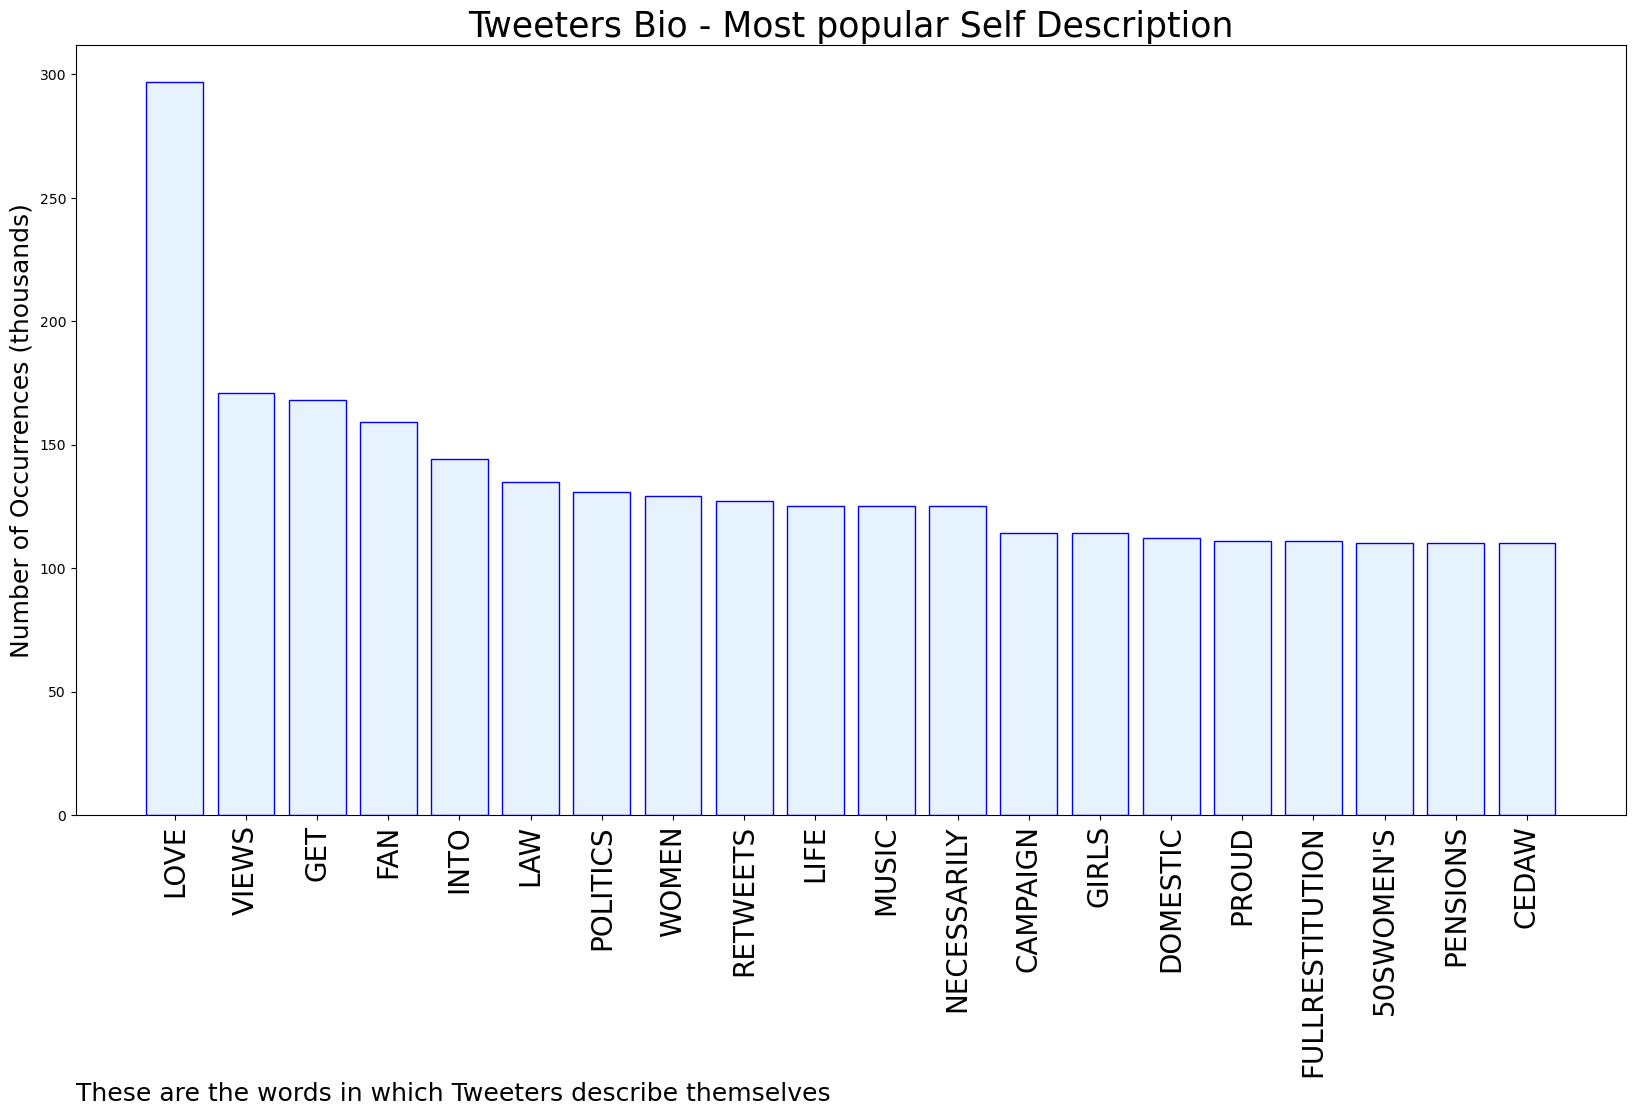 Tweeters Bio - Most popular Self Description
Number of Occurrences (thousands)
300
250
200
150
100
50
0
LOVE
VIEWS
GET
FAN
INTO
LAW
POLITICS
WOMEN
RETWEETS
LIFE
MUSIC
NECESSARILY
CAMPAIGN
GIRLS
DOMESTIC
PROUD
FULLRESTITUTION
50SWOMEN'S
PENSIONS
CEDAW
These are the words in which Tweeters describe themselves